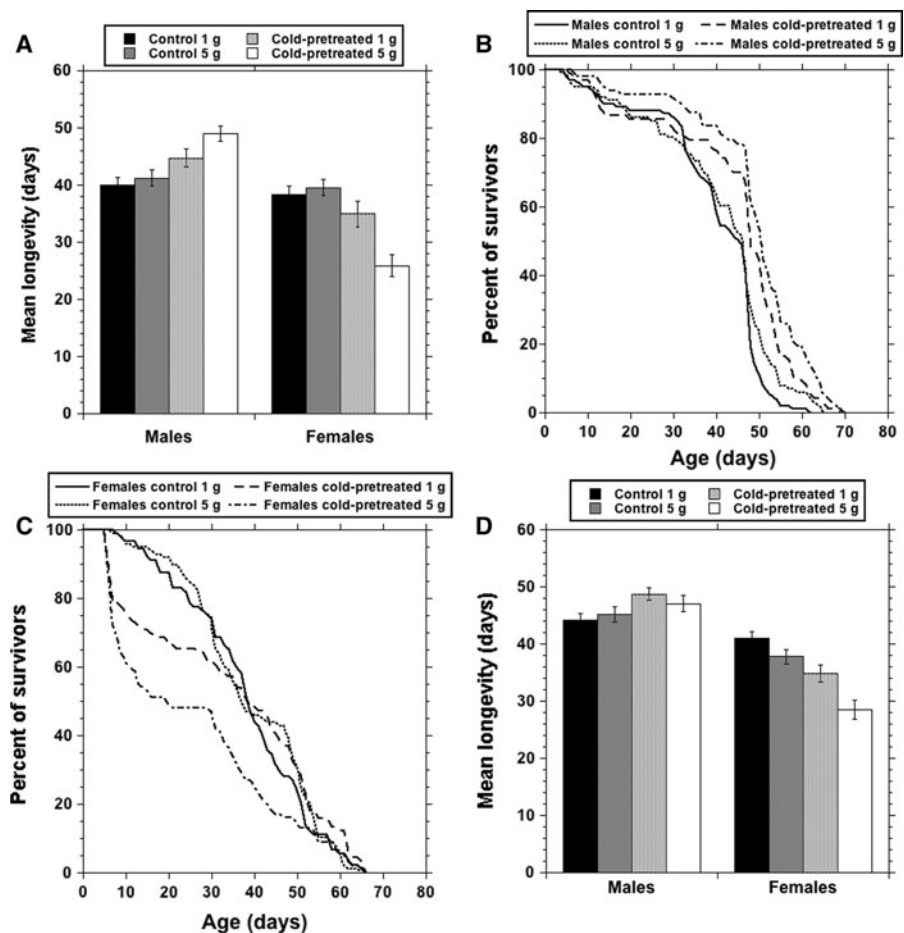 A
Control 1 g
Cold-pretreated 1 g
Control 5 g
Cold-pretreated 5 g
Mean longevity (days)
60
50
40
30
20
10
0
Males
Females
B
Males control 1 g
Males cold-pretreated 1 g
Males control 5 g
Males cold-pretreated 5 g
Percent of survivors
100
80
60
40
20
0
0 10 20 30 40 50 60 70 80
Age (days)
C
Females control 1 g
Females cold-pretreated 1 g
Females control 5 g
Females cold-pretreated 5 g
Percent of survivors
100
80
60
40
20
0
0 10 20 30 40 50 60 70 80
Age (days)
D
Control 1 g
Cold-pretreated 1 g
Control 5 g
Cold-pretreated 5 g
Mean longevity (days)
60
50
40
30
20
10
0
Males
Females